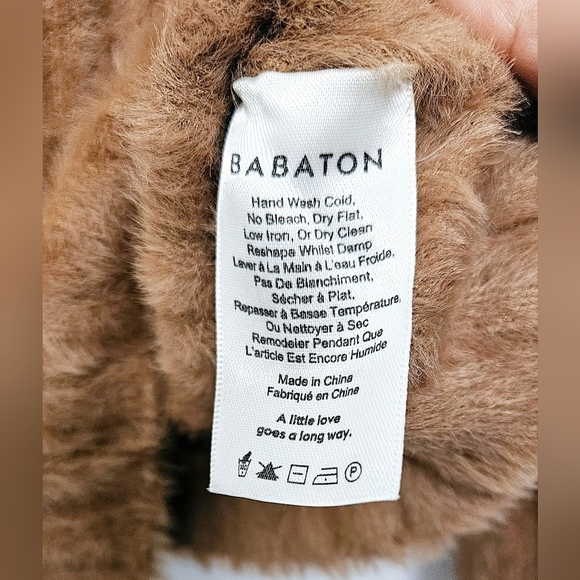 BABATON
Hand Wash Cold,
No Bleach, Dry Flat,
Low Iron, Or Dry Clean
Reshape Whilst Damp
Laver à La Main à L'eau Froide,
Pas De Blanchiment,
Sécher à Plat,
Repasser à Basse Température,
Ou Nettoyer à Sec
Remodeler Pendant Que
L'article Est Encore Humide
Made in China
Fabriqué en Chine
A little love
goes a long way.
P